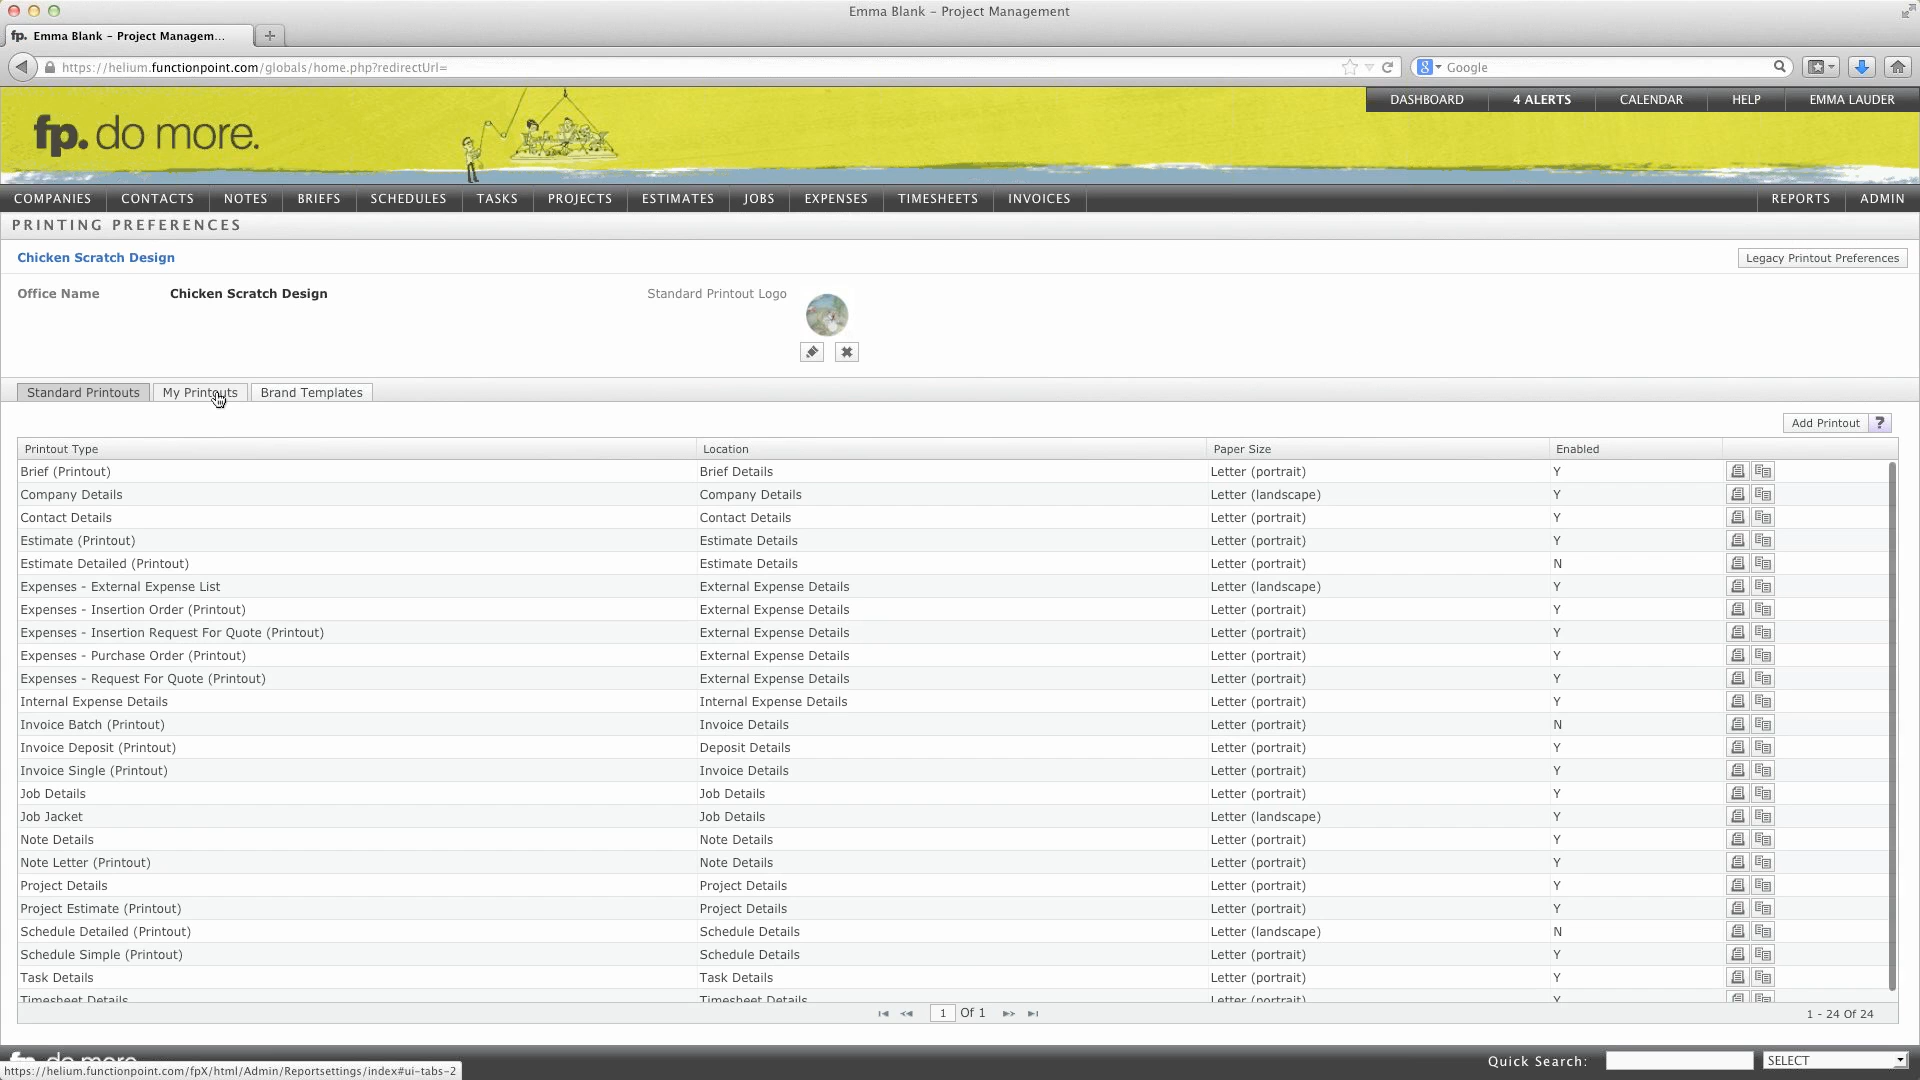 Emma Blank – Project Management
fp. Emma Blank – Project Managem...
https://helium.functionpoint.com/globals/home.php?redirectUrl=
Google
DASHBOARD 4 ALERTS CALENDAR HELP EMMA LAUDER
fp. do more.
COMPANIES CONTACTS NOTES BRIEFS SCHEDULES TASKS PROJECTS ESTIMATES JOBS EXPENSES TIMESHEETS INVOICES REPORTS ADMIN
PRINTING PREFERENCES
Chicken Scratch Design Legacy Printout Preferences
Office Name Chicken Scratch Design Standard Printout Logo
Standard Printouts My Printouts Brand Templates
Add Printout ?
Printout Type Location Paper Size Enabled
Brief (Printout) Brief Details Letter (portrait) Y
Company Details Company Details Letter (landscape) Y
Contact Details Contact Details Letter (portrait) Y
Estimate (Printout) Estimate Details Letter (portrait) Y
Estimate Detailed (Printout) Estimate Details Letter (portrait) N
Expenses - External Expense List External Expense Details Letter (landscape) Y
Expenses - Insertion Order (Printout) External Expense Details Letter (portrait) Y
Expenses - Insertion Request For Quote (Printout) External Expense Details Letter (portrait) Y
Expenses - Purchase Order (Printout) External Expense Details Letter (portrait) Y
Expenses - Request For Quote (Printout) External Expense Details Letter (portrait) Y
Internal Expense Details Internal Expense Details Letter (portrait) Y
Invoice Batch (Printout) Invoice Details Letter (portrait) N
Invoice Deposit (Printout) Deposit Details Letter (portrait) Y
Invoice Single (Printout) Invoice Details Letter (portrait) Y
Job Details Job Details Letter (portrait) Y
Job Jacket Job Details Letter (landscape) Y
Note Details Note Details Letter (portrait) Y
Note Letter (Printout) Note Details Letter (portrait) Y
Project Details Project Details Letter (portrait) Y
Project Estimate (Printout) Project Details Letter (portrait) Y
Schedule Detailed (Printout) Schedule Details Letter (landscape) N
Schedule Simple (Printout) Schedule Details Letter (portrait) Y
Task Details Task Details Letter (portrait) Y
Timesheet Details Timesheet Details Letter (portrait) Y
1 Of 1 1 - 24 Of 24
fp. do more. Quick Search: SELECT
https://helium.functionpoint.com/fpX/html/Admin/Reportsettings/index#ui-tabs-2